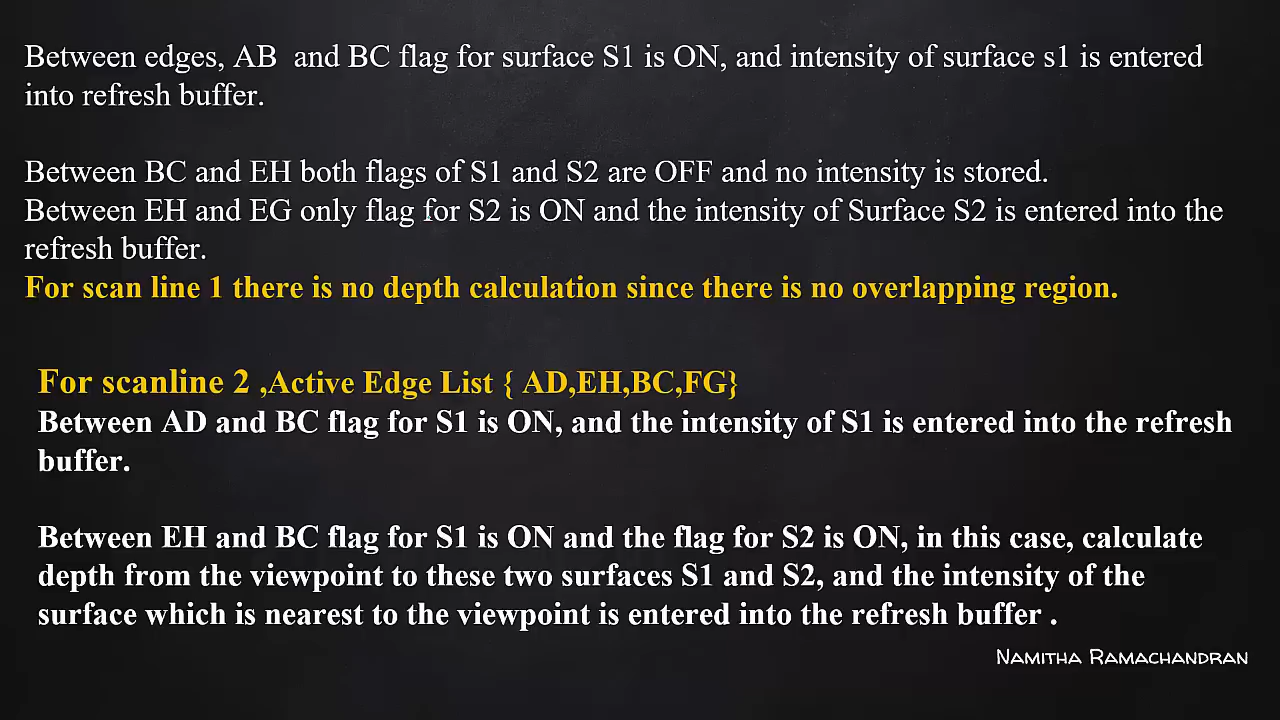 Between edges, AB and BC flag for surface S1 is ON, and intensity of surface s1 is entered
into refresh buffer.
Between BC and EH both flags of S1 and S2 are OFF and no intensity is stored.
Between EH and EG only flag for S2 is ON and the intensity of Surface S2 is entered into the
refresh buffer.
For scan line 1 there is no depth calculation since there is no overlapping region.
For scanline 2 ,Active Edge List { AD,EH,BC,FG}
Between AD and BC flag for S1 is ON, and the intensity of S1 is entered into the refresh
buffer.
Between EH and BC flag for S1 is ON and the flag for S2 is ON, in this case, calculate
depth from the viewpoint to these two surfaces S1 and S2, and the intensity of the
surface which is nearest to the viewpoint is entered into the refresh buffer .
Namitha Ramachandran